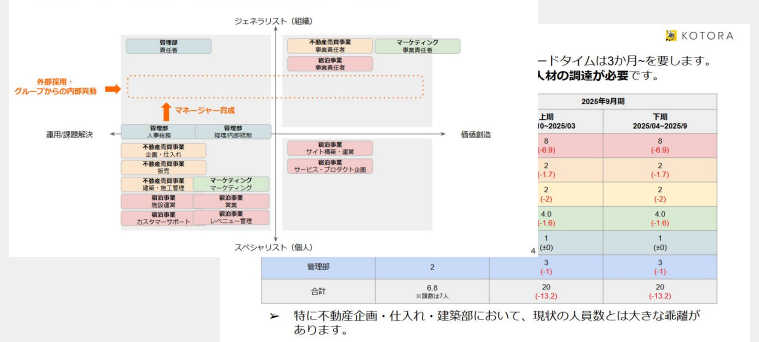 ジェネラリスト（組織）
管理部
責任者
不動産売買事業
事業責任者
マーケティング
事業責任者
宿泊事業
事業責任者
外部採用・
グループからの内部異動
マネージャー育成
運用/課題解決
価値創造
管理部
人事総務
管理部
経理/内部統制
不動産売買事業
企画・仕入れ
不動産売買事業
販売
不動産売買事業
建築・施工管理
マーケティング
マーケティング
宿泊事業
施設運営
宿泊事業
営業
宿泊事業
カスタマーサポート
宿泊事業
レベニュー管理
宿泊事業
サイト構築・運営
宿泊事業
サービス・プロダクト企画
スペシャリスト（個人）
4
KOTORA
ードタイムは3か月~を要します。
人材の調達が必要です。
2025年9月期
上期
0~2025/03
下期
2025/04~2025/9
8
(-6.9)
8
(-6.9)
2
(-1.7)
2
(-1.7)
2
(-2)
2
(-2)
4.0
(-1.6)
4.0
(-1.6)
1
(±0)
1
(±0)
管理部
2
3
(-1)
3
(-1)
合計
6.8
※頭数は7人
20
(-13.2)
20
(-13.2)
➢ 特に不動産企画・仕入れ・建築部において、現状の人員数とは大きな乖離が
あります。